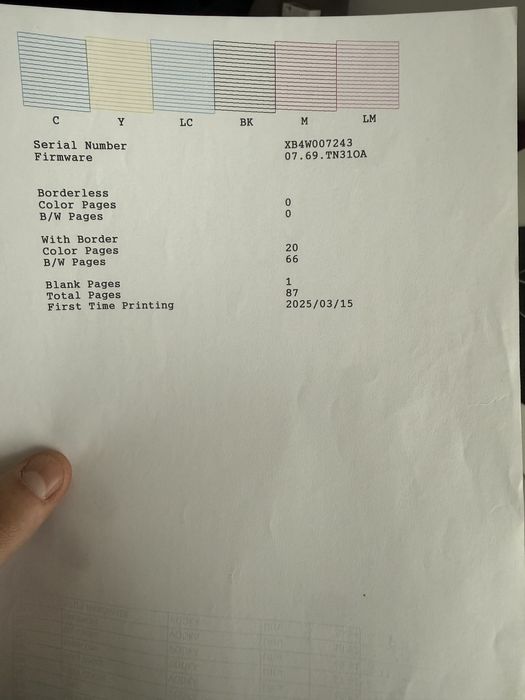 C Y LC BK M LM
Serial Number XB4W007243
Firmware 07.69.TN31OA
Borderless
Color Pages 0
B/W Pages 0
With Border
Color Pages 20
B/W Pages 66
Blank Pages 1
Total Pages 87
First Time Printing 2025/03/15